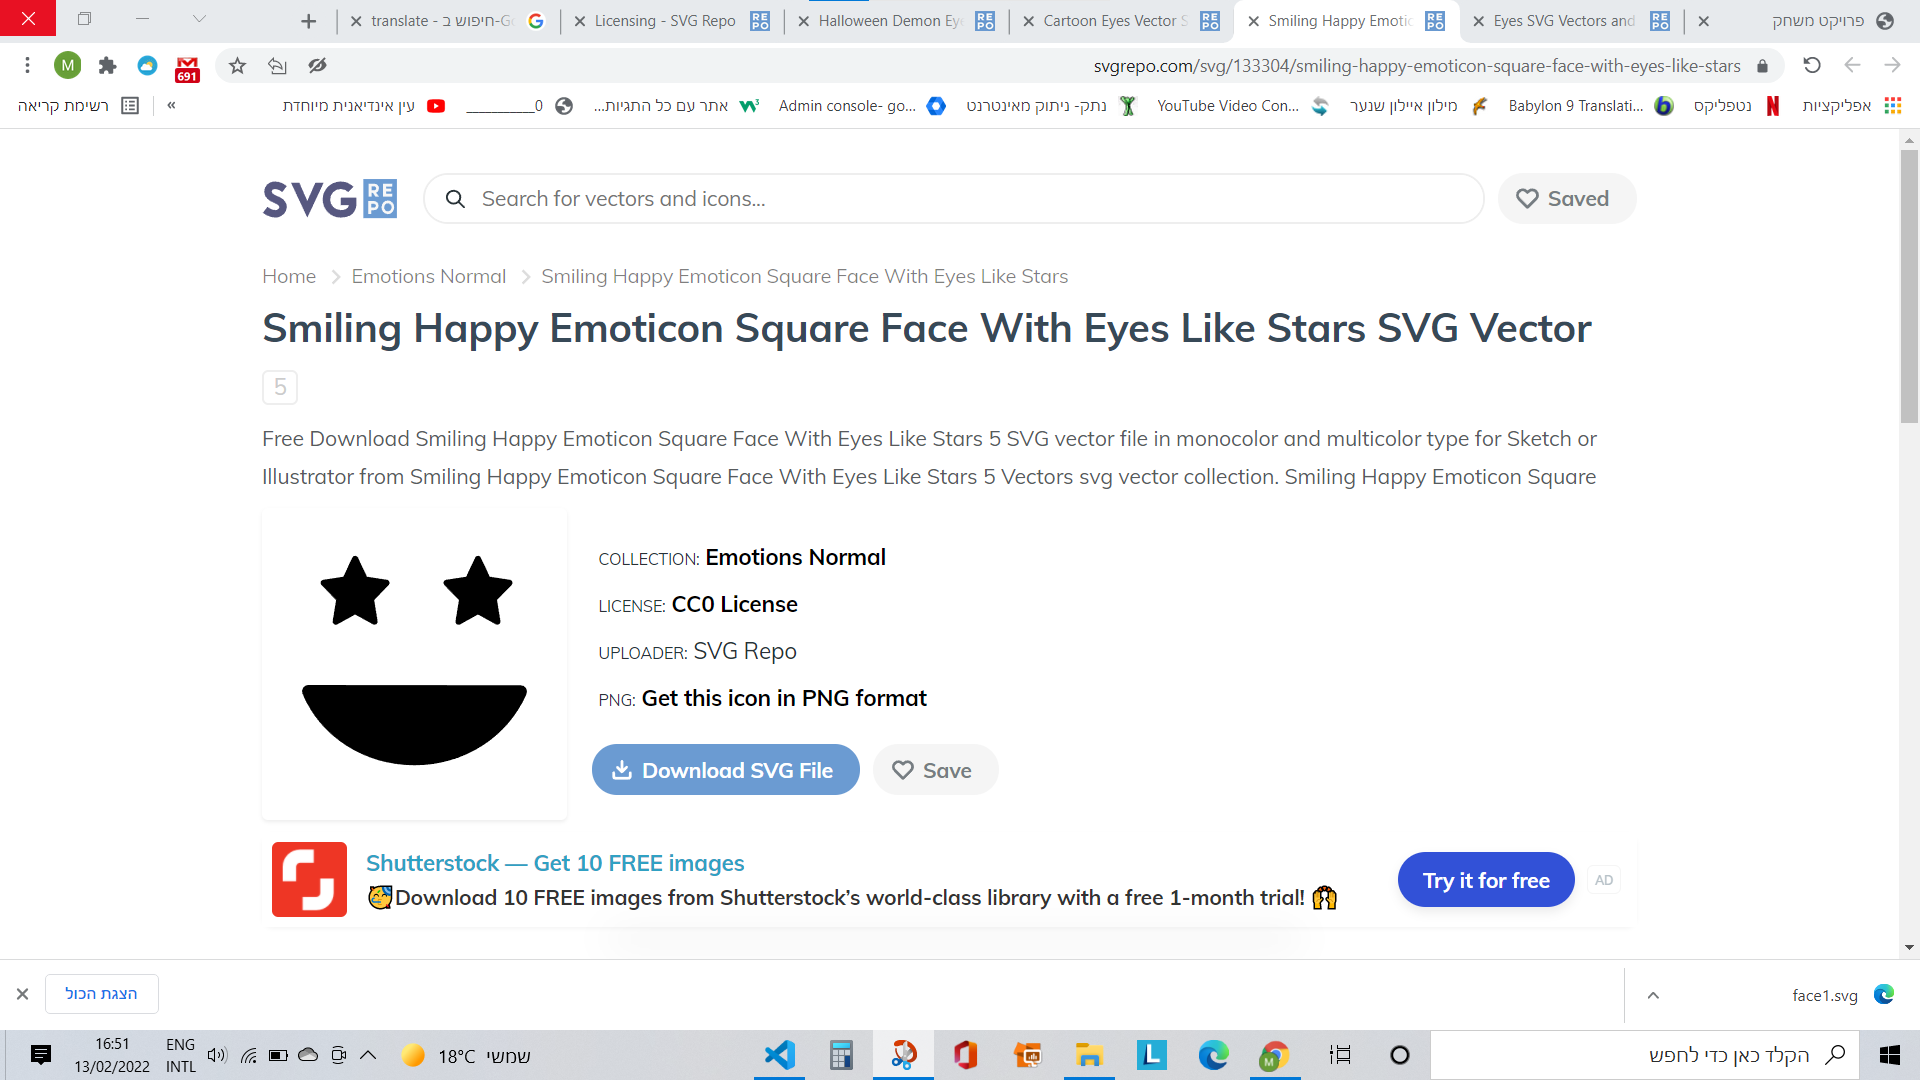 translate - חיפוש ב-Go
Licensing - SVG Repo
Halloween Demon Eye
Cartoon Eyes Vector S
Smiling Happy Emotic
Eyes SVG Vectors and
פרויקט משחק
M
691
svgrepo.com/svg/133304/smiling-happy-emoticon-square-face-with-eyes-like-stars
רשימת קריאה
»
עין אינדיאנית מיוחדת
__________0
אתר עם כל התגיות...
Admin console- go...
נתק- ניתוק מאינטרנט
YouTube Video Con...
מילון איילון שנער
Babylon 9 Translati...
נטפליקס
אפליקציות
SVG REPO
Search for vectors and icons...
Saved
Home > Emotions Normal > Smiling Happy Emoticon Square Face With Eyes Like Stars
Smiling Happy Emoticon Square Face With Eyes Like Stars SVG Vector
5
Free Download Smiling Happy Emoticon Square Face With Eyes Like Stars 5 SVG vector file in monocolor and multicolor type for Sketch or
Illustrator from Smiling Happy Emoticon Square Face With Eyes Like Stars 5 Vectors svg vector collection. Smiling Happy Emoticon Square
COLLECTION: Emotions Normal
LICENSE: CC0 License
UPLOADER: SVG Repo
PNG: Get this icon in PNG format
Download SVG File
Save
Shutterstock — Get 10 FREE images
😅Download 10 FREE images from Shutterstock’s world-class library with a free 1-month trial! 🙌
Try it for free
AD
הצגת הכול
face1.svg
16:51
13/02/2022
ENG
INTL
18°C שמשי
הקלד כאן כדי לחפש